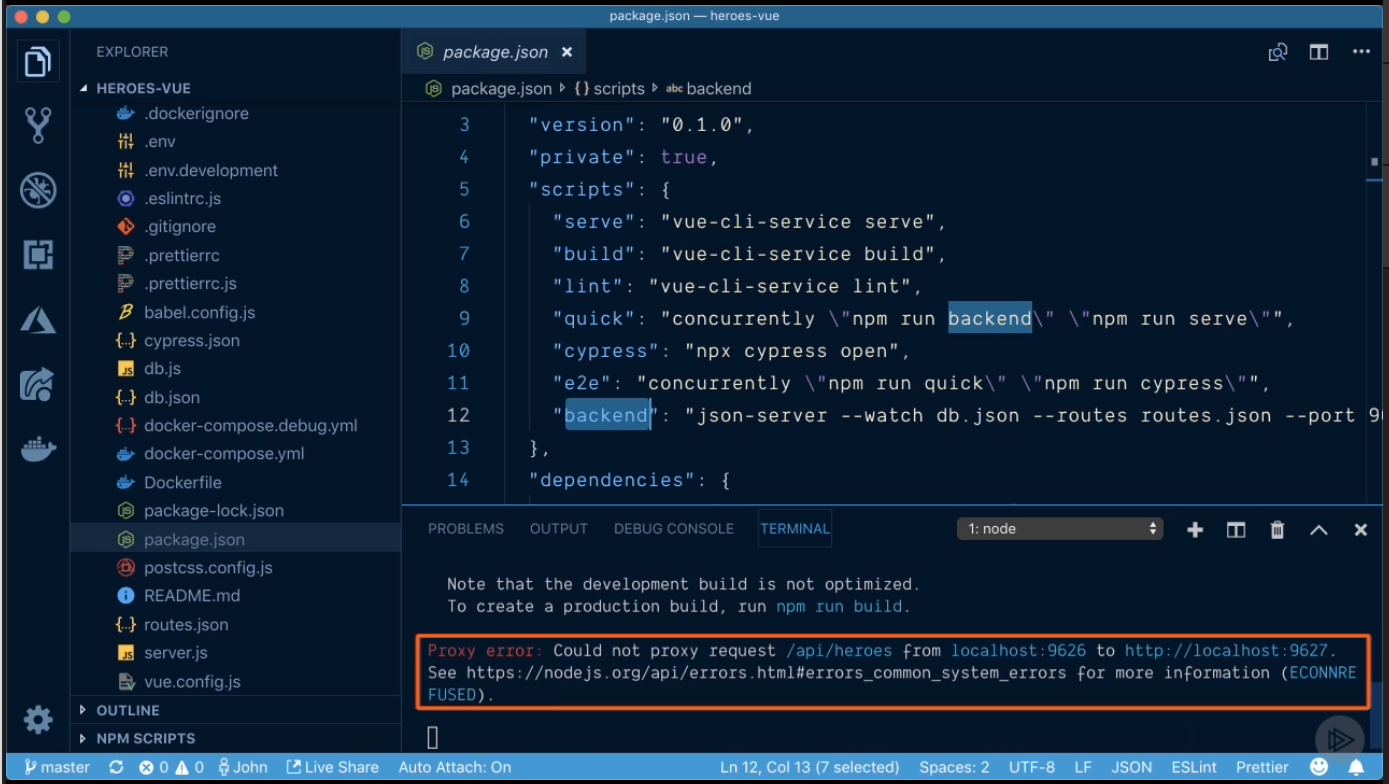 package.json — heroes-vue
EXPLORER
HEROES-VUE
.dockerignore
.env
.env.development
.eslintrc.js
.gitignore
.prettierrc
.prettierrc.js
babel.config.js
cypress.json
db.js
db.json
docker-compose.debug.yml
docker-compose.yml
Dockerfile
package-lock.json
package.json
postcss.config.js
README.md
routes.json
server.js
vue.config.js
OUTLINE
NPM SCRIPTS
package.json
package.json {} scripts abc backend
3 "version": "0.1.0",
4 "private": true,
5 "scripts": {
6 "serve": "vue-cli-service serve",
7 "build": "vue-cli-service build",
8 "lint": "vue-cli-service lint",
9 "quick": "concurrently \"npm run backend\" \"npm run serve\"",
10 "cypress": "npx cypress open",
11 "e2e": "concurrently \"npm run quick\" \"npm run cypress\"",
12 "backend": "json-server --watch db.json --routes routes.json --port 9
13 },
14 "dependencies": {
PROBLEMS OUTPUT DEBUG CONSOLE TERMINAL 1: node
Note that the development build is not optimized.
To create a production build, run npm run build.
Proxy error: Could not proxy request /api/heroes from localhost:9626 to http://localhost:9627.
See https://nodejs.org/api/errors.html#errors_common_system_errors for more information (ECONNRE
FUSED).
master 0 0 John Live Share Auto Attach: On Ln 12, Col 13 (7 selected) Spaces: 2 UTF-8 LF JSON ESLint Prettier